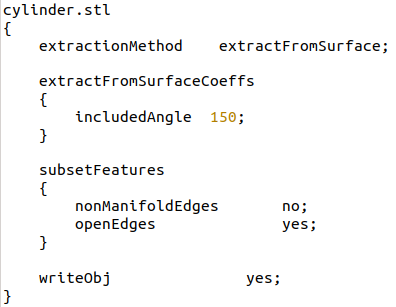 cylinder.stl
{
    extractionMethod    extractFromSurface;

    extractFromSurfaceCoeffs
    {
        includedAngle  150;
    }

    subsetFeatures
    {
        nonManifoldEdges       no;
        openEdges              yes;
    }

    writeObj               yes;
}